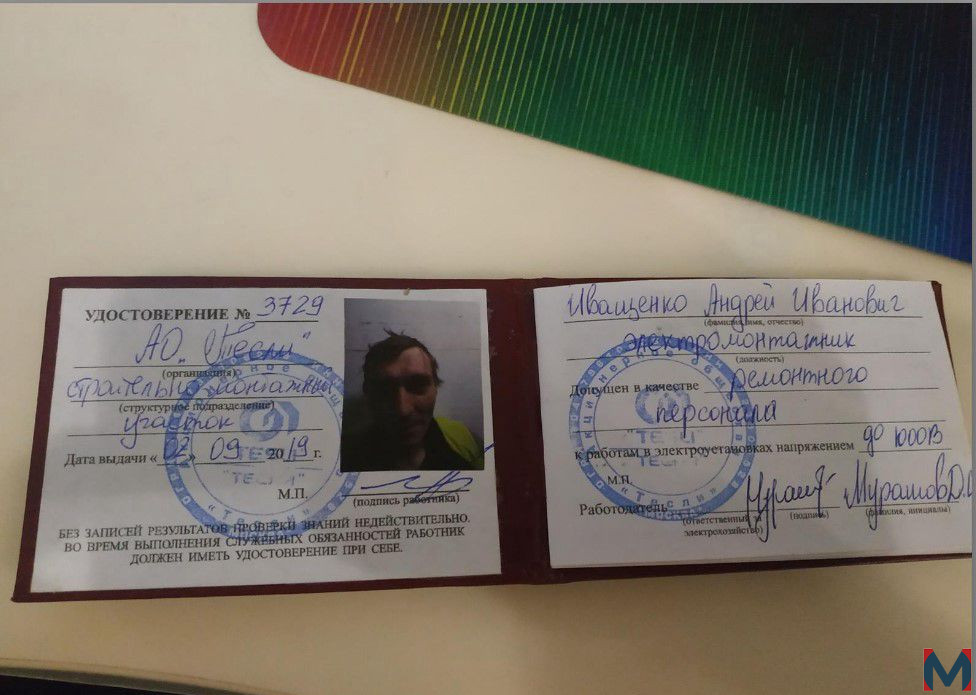 УДОСТОВЕРЕНИЕ № 3729
АО „Тесли"
(организация)
строительно монтажный
(структурное подразделение)
участок
Дата выдачи « 02 » 09 2019 г.
М.П.
(подпись работника)
БЕЗ ЗАПИСЕЙ РЕЗУЛЬТАТОВ ПРОВЕРКИ ЗНАНИЙ НЕДЕЙСТВИТЕЛЬНО.
ВО ВРЕМЯ ВЫПОЛНЕНИЯ СЛУЖЕБНЫХ ОБЯЗАННОСТЕЙ РАБОТНИК
ДОЛЖЕН ИМЕТЬ УДОСТОВЕРЕНИЕ ПРИ СЕБЕ.
Иващенко Андрей Иванович
(фамилия, имя, отчество)
электромонтажник
(должность)
Допущен в качестве ремонтного
персонала
к работам в электроустановках напряжением до 1000В
М.П.
Работодатель
(ответственный за электрохозяйство)
(подпись)
(фамилия, инициалы)
"ТЕСЛИ"
«Тесли»
М